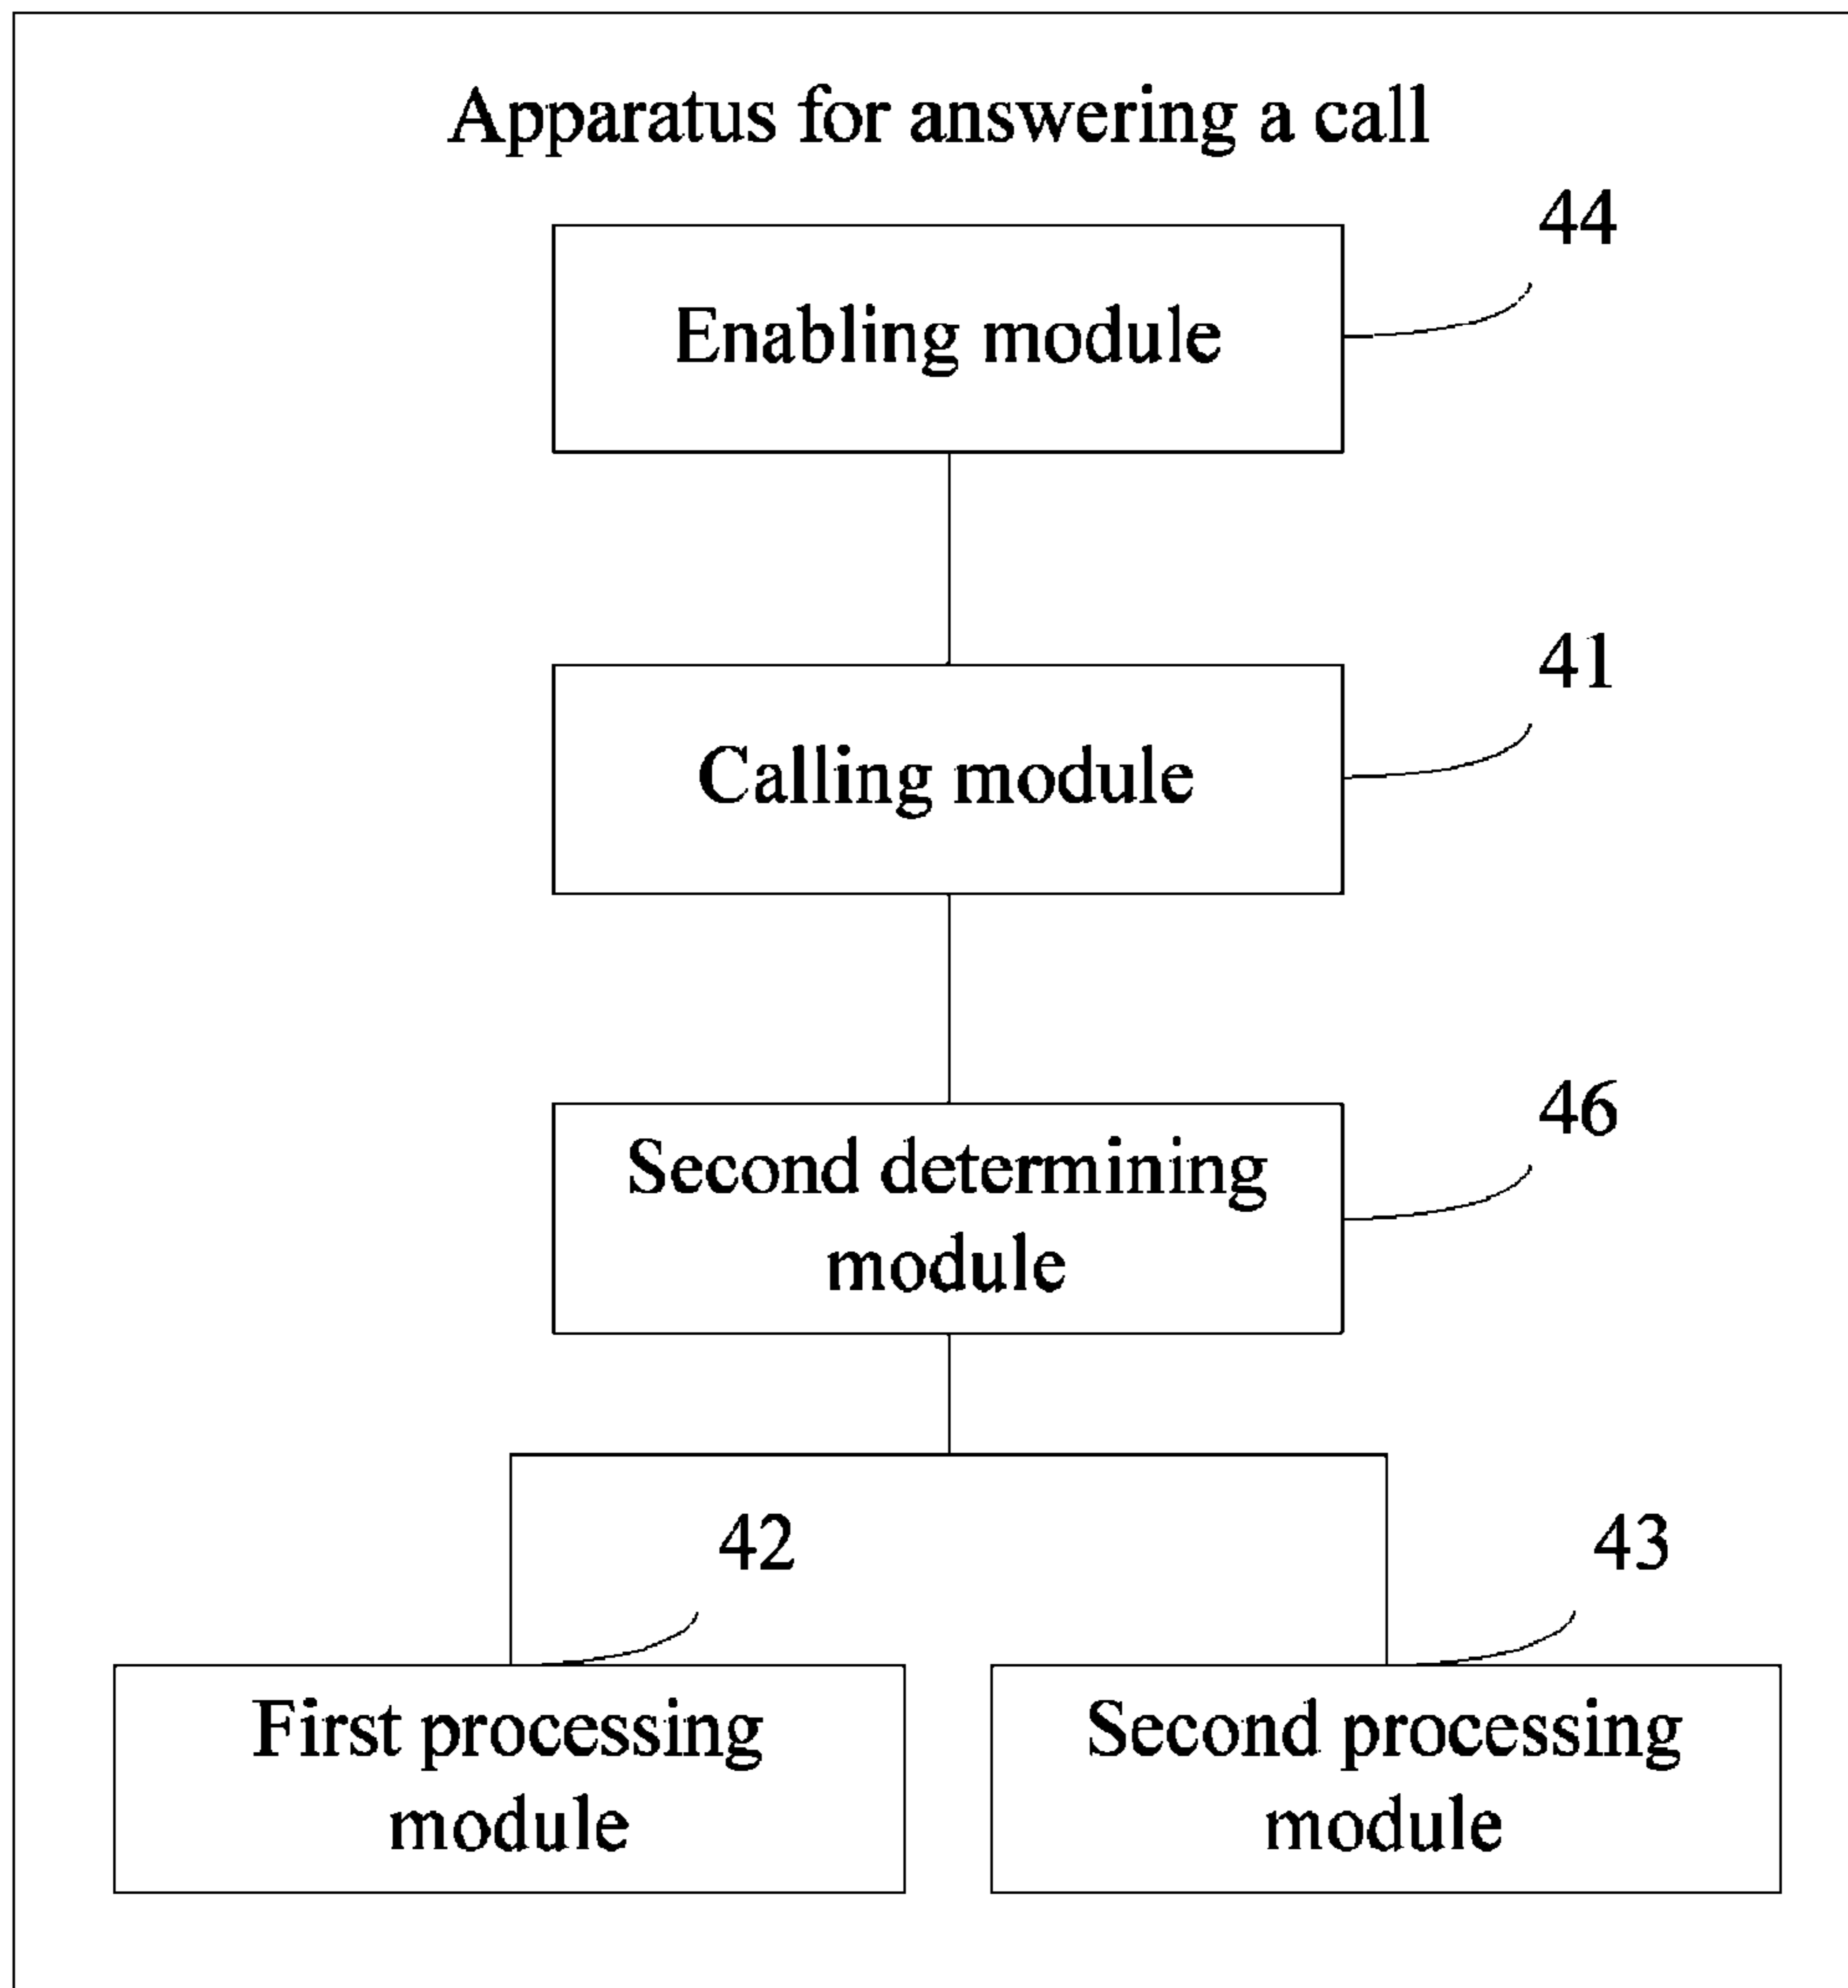 Apparatus for answering a call
44
Enabling module
41
Calling module
46
Second determining
module
42
43
First processing
module
Second processing
module